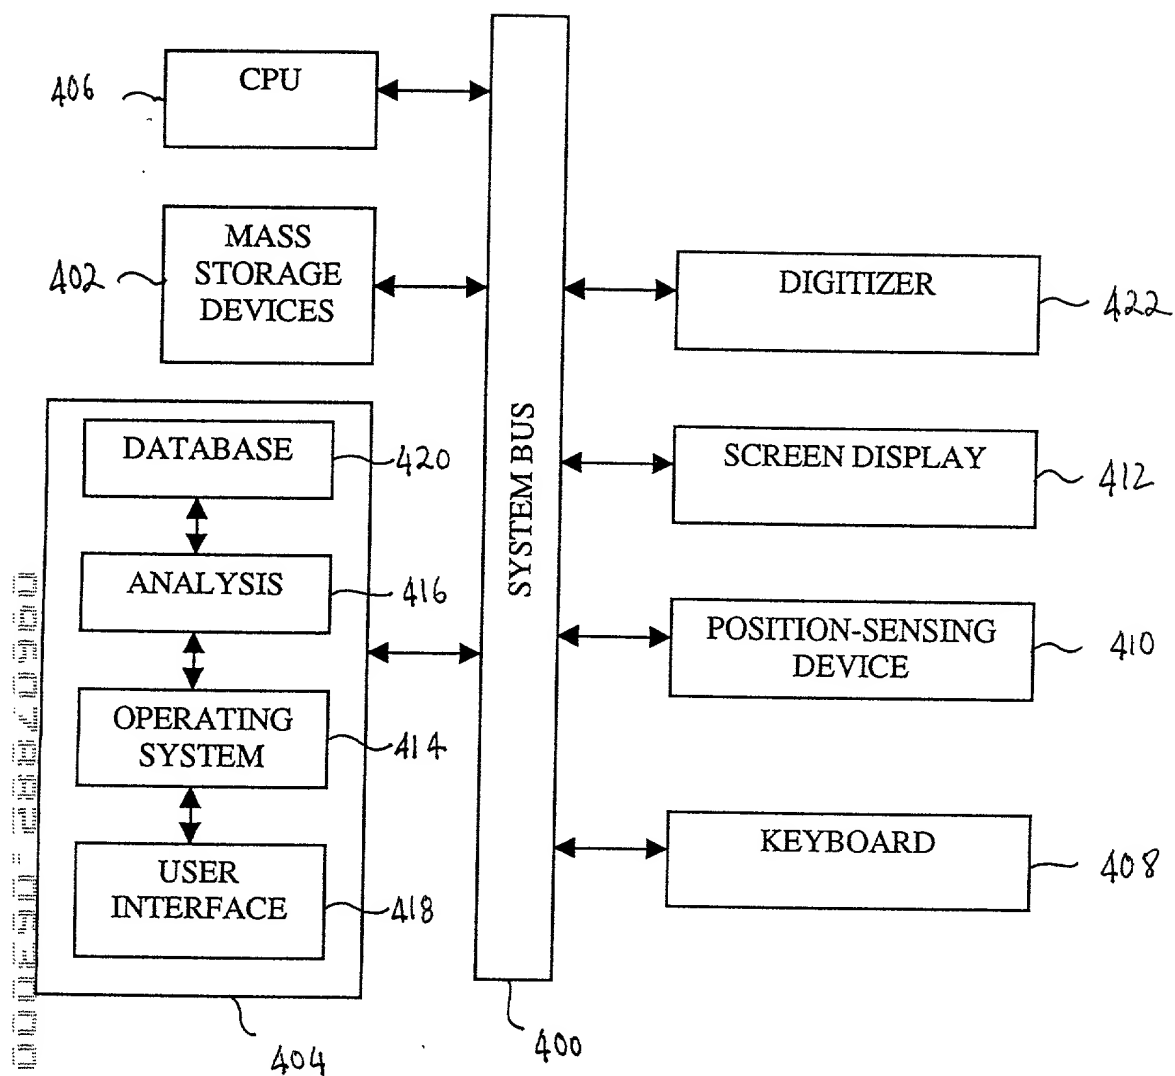 CPU
406
MASS
STORAGE
DEVICES
402
DATABASE
420
ANALYSIS
416
OPERATING
SYSTEM
414
USER
INTERFACE
418
404
SYSTEM BUS
400
DIGITIZER
422
SCREEN DISPLAY
412
POSITION-SENSING
DEVICE
410
KEYBOARD
408